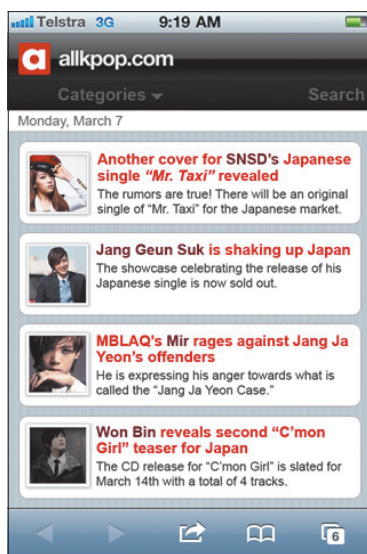 Telstra 3G 9:19 AM
a allkpop.com
Categories Search
Monday, March 7
Another cover for SNSD's Japanese
single "Mr. Taxi" revealed
The rumors are true! There will be an original
single of "Mr. Taxi" for the Japanese market.
Jang Geun Suk is shaking up Japan
The showcase celebrating the release of his
Japanese single is now sold out.
MBLAQ's Mir rages against Jang Ja
Yeon's offenders
He is expressing his anger towards what is
called the "Jang Ja Yeon Case."
Won Bin reveals second "C'mon
Girl" teaser for Japan
The CD release for "C'mon Girl" is slated for
March 14th with a total of 4 tracks.
6